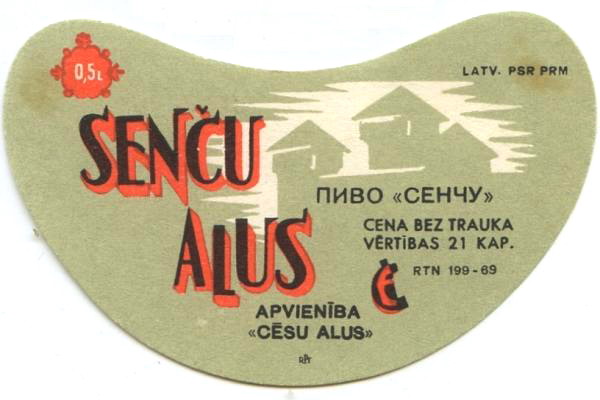 0,5L
LATV. PSR PRM
SENČU
ALUS
ПИВО «СЕНЧУ»
CENA BEZ TRAUKA
VĒRTĪBAS 21 KAP.
RTN 199-69
APVIENĪBA
«CĒSU ALUS»